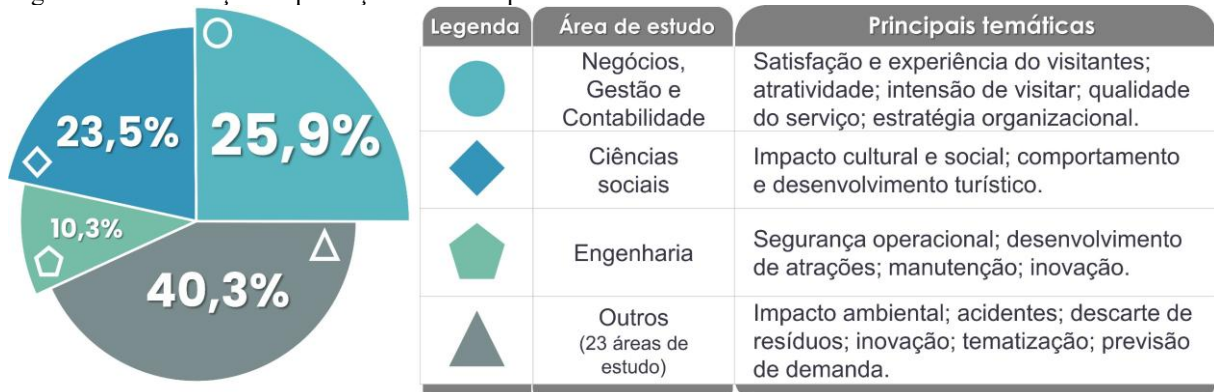 25,9%
23,5%
10,3%
40,3%
Legenda
Área de estudo
Principais temáticas
Negócios,
Gestão e
Contabilidade
Satisfação e experiência do visitantes;
atratividade; intensão de visitar; qualidade
do serviço; estratégia organizacional.
Ciências
sociais
Impacto cultural e social; comportamento
e desenvolvimento turístico.
Engenharia
Segurança operacional; desenvolvimento
de atrações; manutenção; inovação.
Outros
(23 áreas de
estudo)
Impacto ambiental; acidentes; descarte de
resíduos; inovação; tematização; previsão
de demanda.